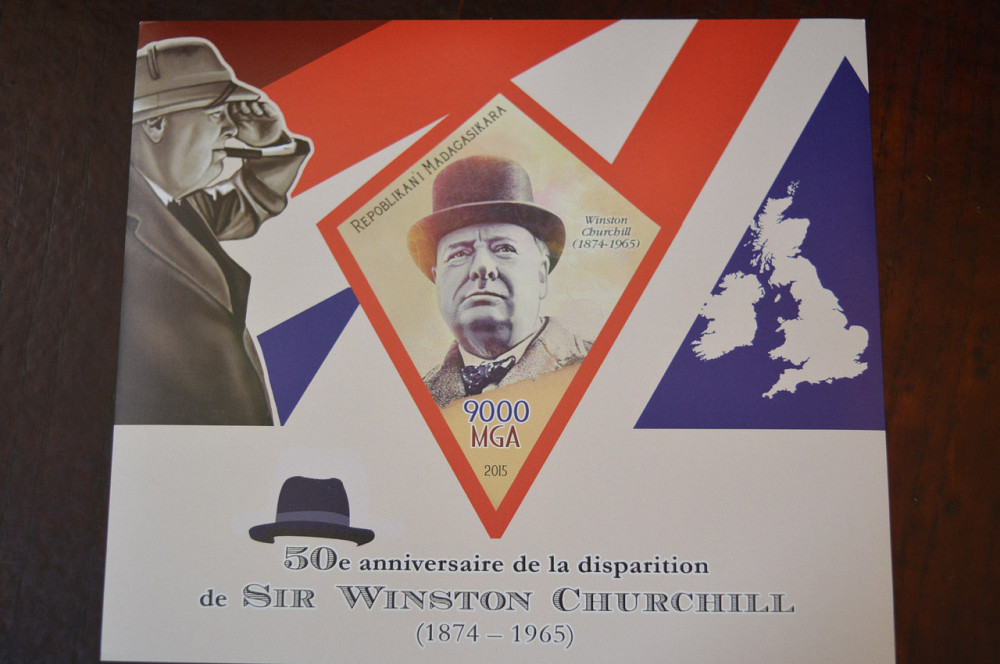 REPOBLIKAN'I MADAGASIKARA
Winston
Churchill
(1874-1965)
9000
MGA
2015
50e anniversaire de la disparition
de SIR WINSTON CHURCHILL
(1874 – 1965)